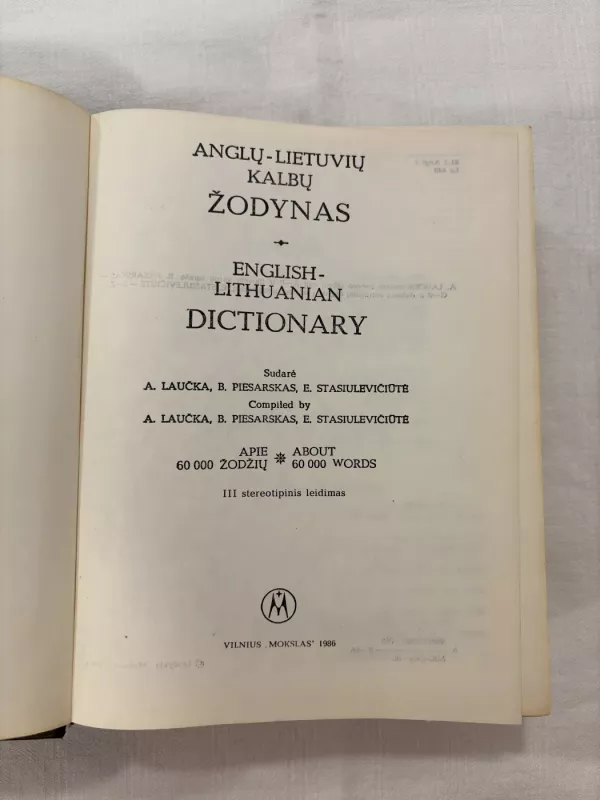 ANGLŲ-LIETUVIŲ
KALBŲ
ŽODYNAS
ENGLISH-
LITHUANIAN
DICTIONARY
Sudarė
A. LAUČKA, B. PIESARSKAS, E. STASIULEVIČIŪTĖ
Compiled by
A. LAUČKA, B. PIESARSKAS, E. STASIULEVIČIŪTĖ
APIE ABOUT
60 000 ŽODŽIŲ 60 000 WORDS
III stereotipinis leidimas
VILNIUS „MOKSLAS" 1986